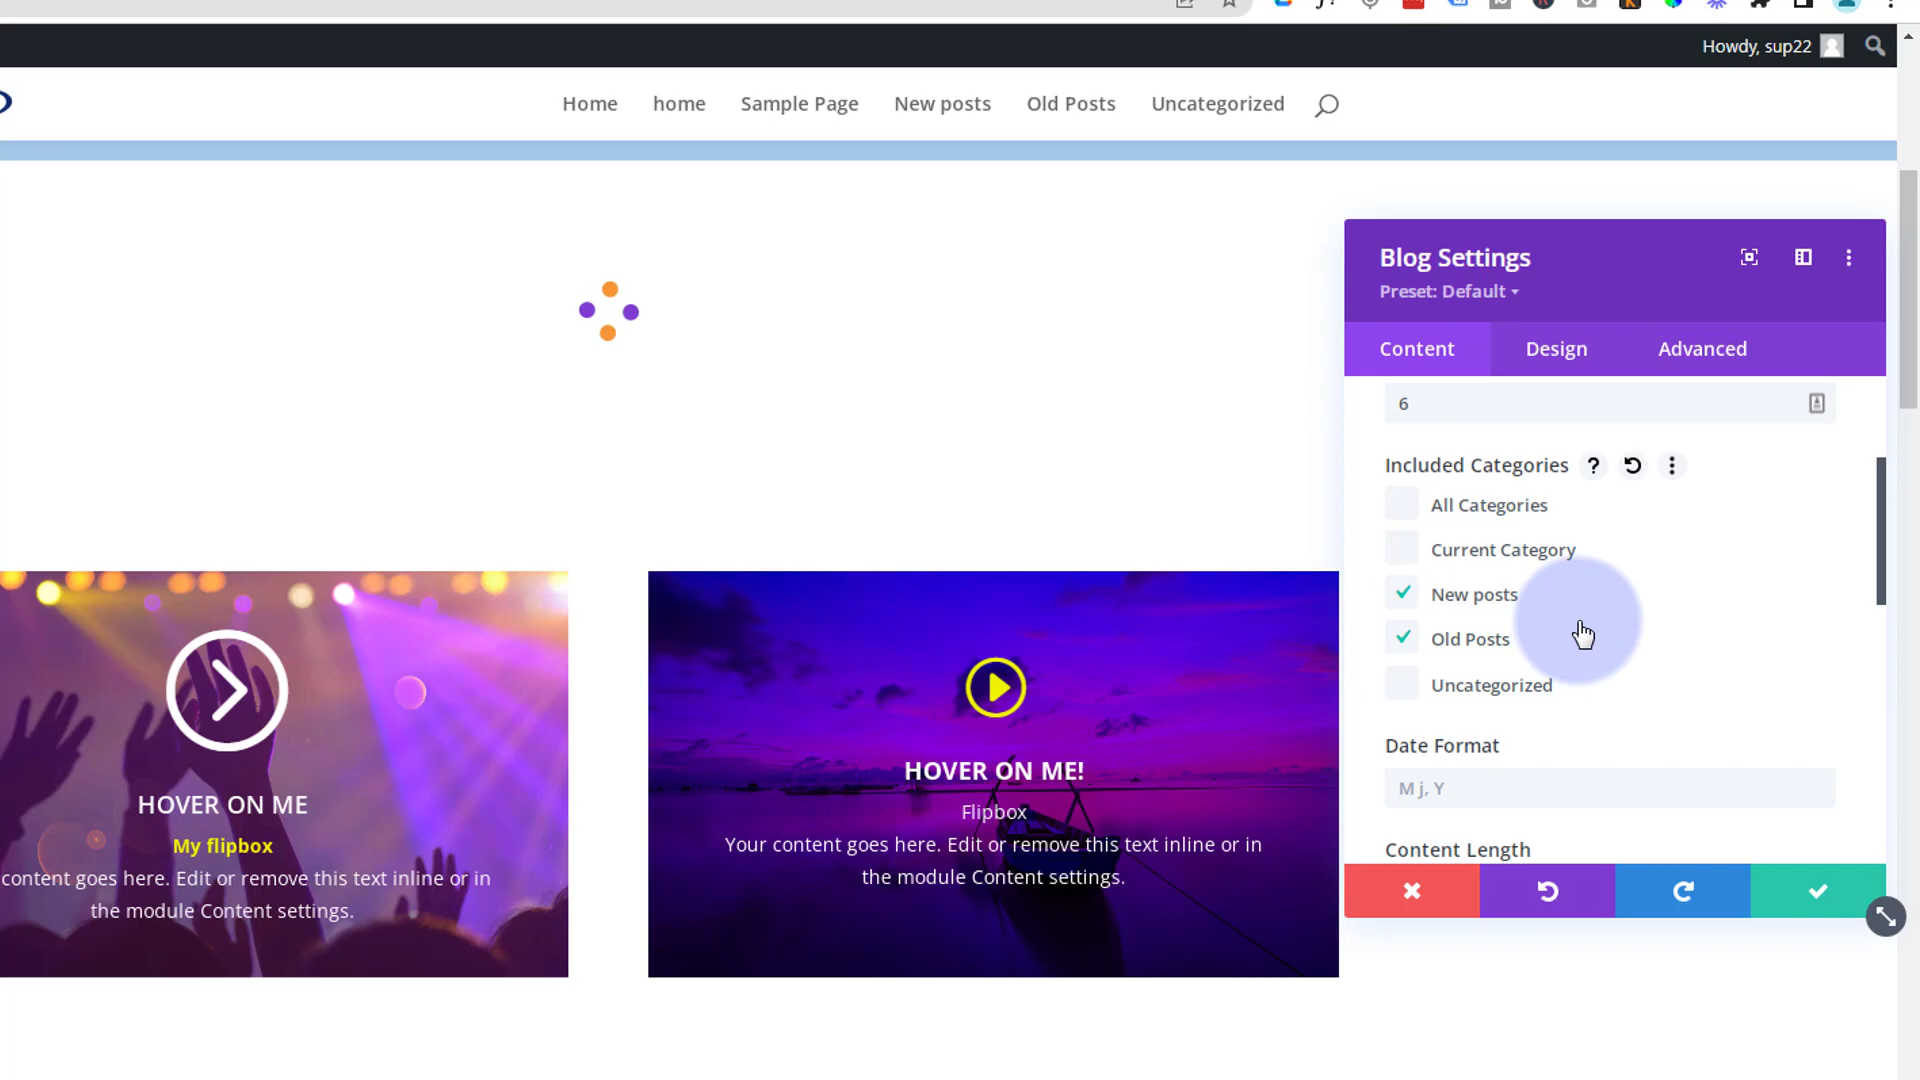 Howdy, sup22
Home home Sample Page New posts Old Posts Uncategorized
Blog Settings
Preset: Default
Content Design Advanced
6
Included Categories ?
All Categories
Current Category
New posts
Old Posts
Uncategorized
Date Format
M j, Y
Content Length
HOVER ON ME
My flipbox
content goes here. Edit or remove this text inline or in
the module Content settings.
HOVER ON ME!
Flipbox
Your content goes here. Edit or remove this text inline or in
the module Content settings.